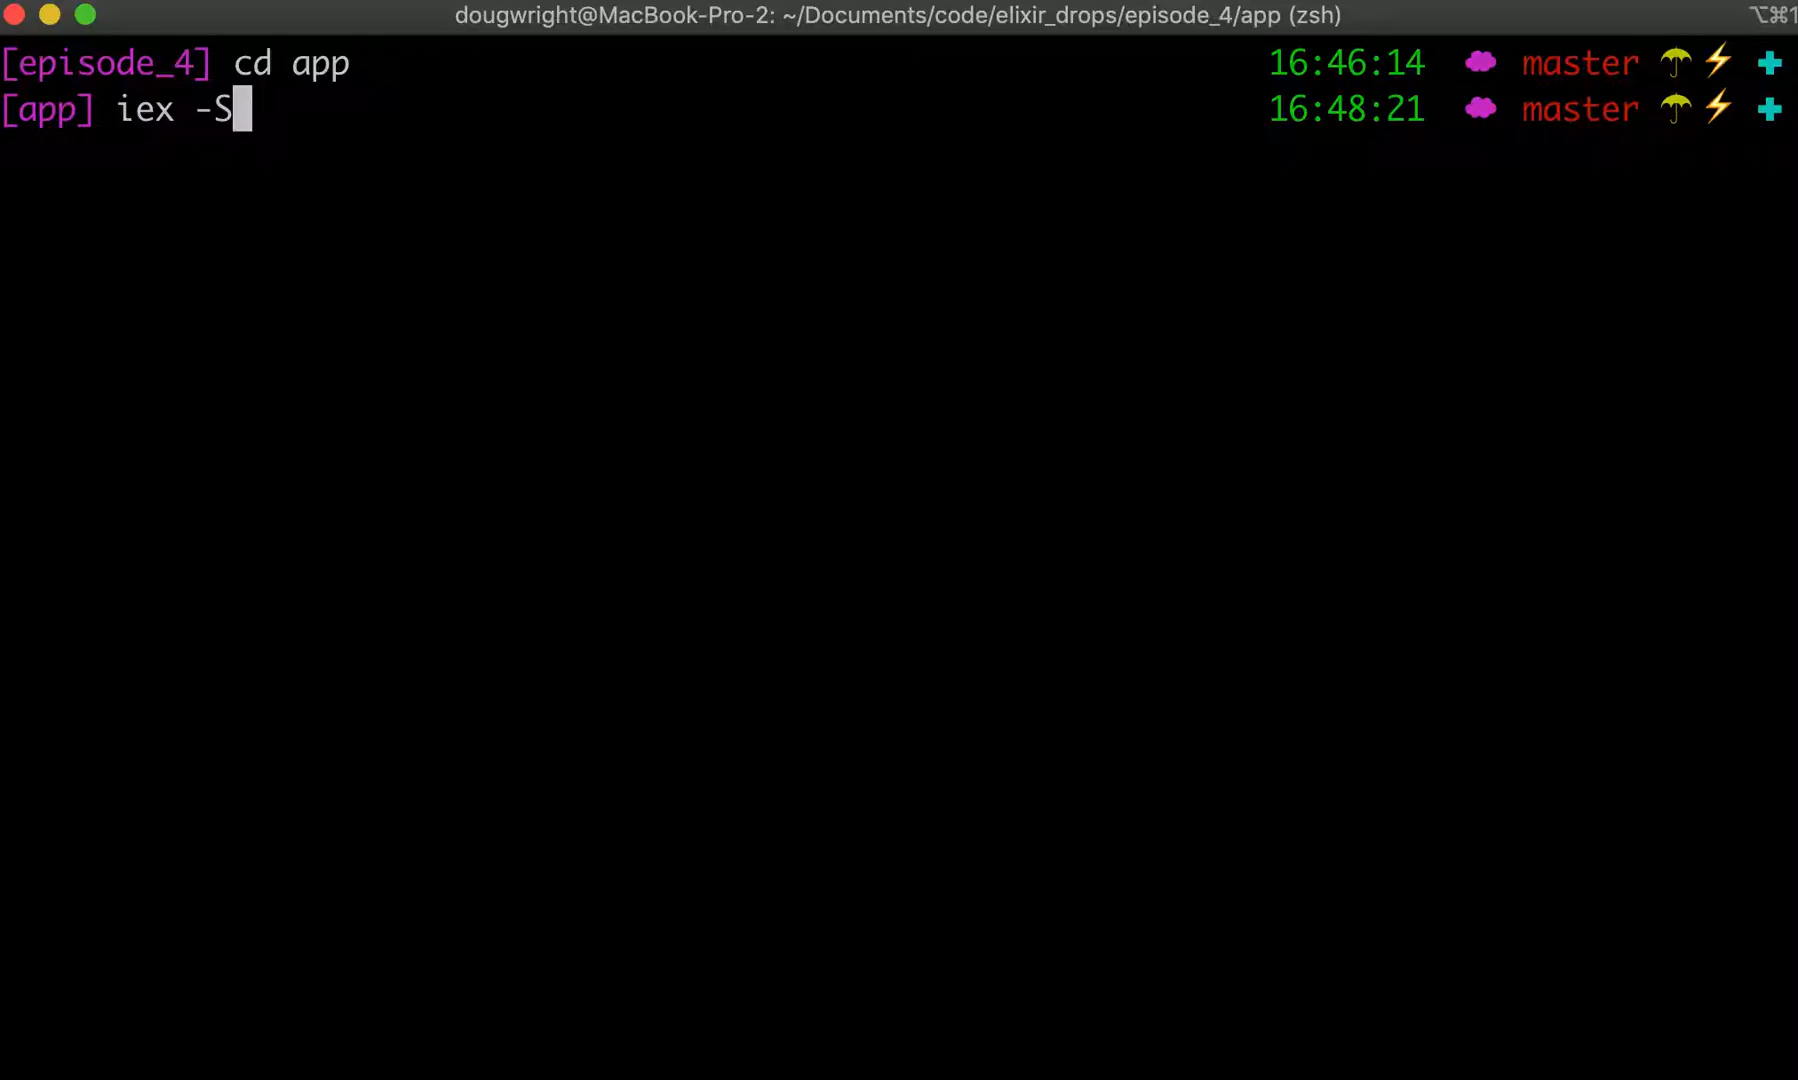 dougwright@MacBook-Pro-2: ~/Documents/code/elixir_drops/episode_4/app (zsh) ⌥⌘1
[episode_4] cd app 16:46:14 master
[app] iex -S 16:48:21 master